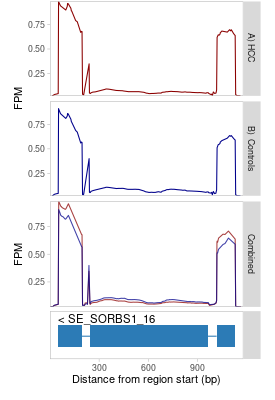 0.75
0.50
0.25
A) HCC
FPM
0.75
0.50
0.25
B) Controls
0.75
0.50
0.25
Combined
FPM
< SE_SORBS1_16
300
600
900
Distance from region start (bp)